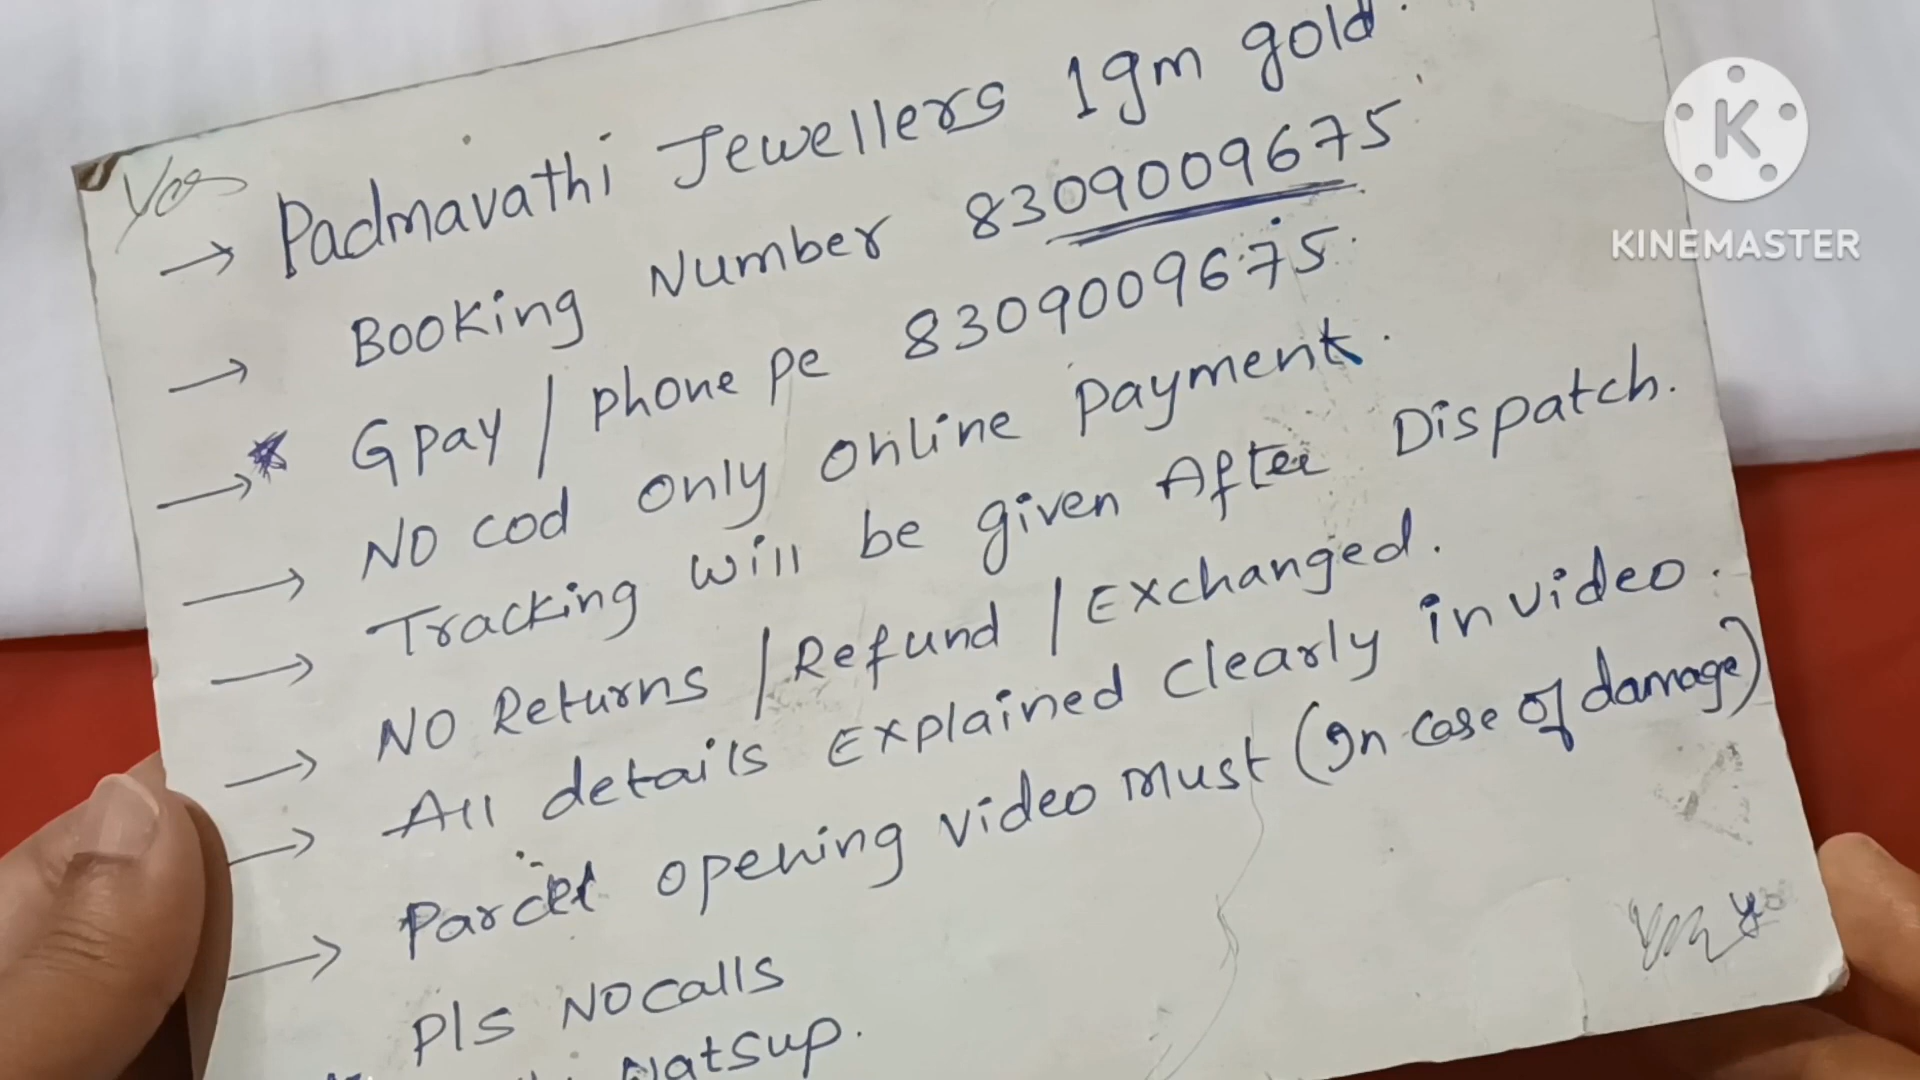 → Padmavathi Jewellers 1gm gold.
→ Booking Number 8309009675
→ * Gpay / Phone pe 8309009675.
→ NO cod only online payment.
→ Tracking will be given After Dispatch.
→ NO Returns / Refund / Exchanged.
→ All details Explained clearly in video.
→ Parcel opening video must (In case of damage)
Pls NO calls
Watsup.
KINEMASTER